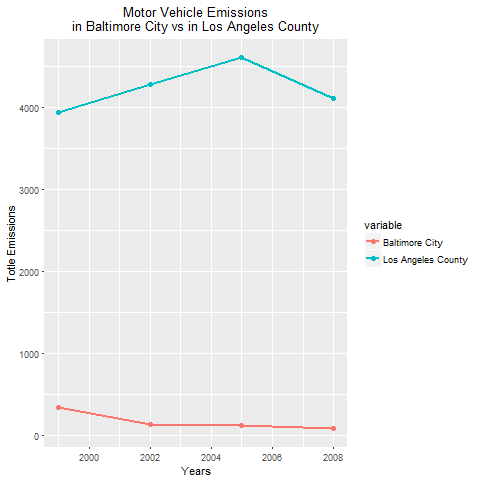 Motor Vehicle Emissions
in Baltimore City vs in Los Angeles County
4000
3000
2000
1000
0
Totle Emissions
2000 2002 2004 2006 2008
Years
variable
Baltimore City
Los Angeles County